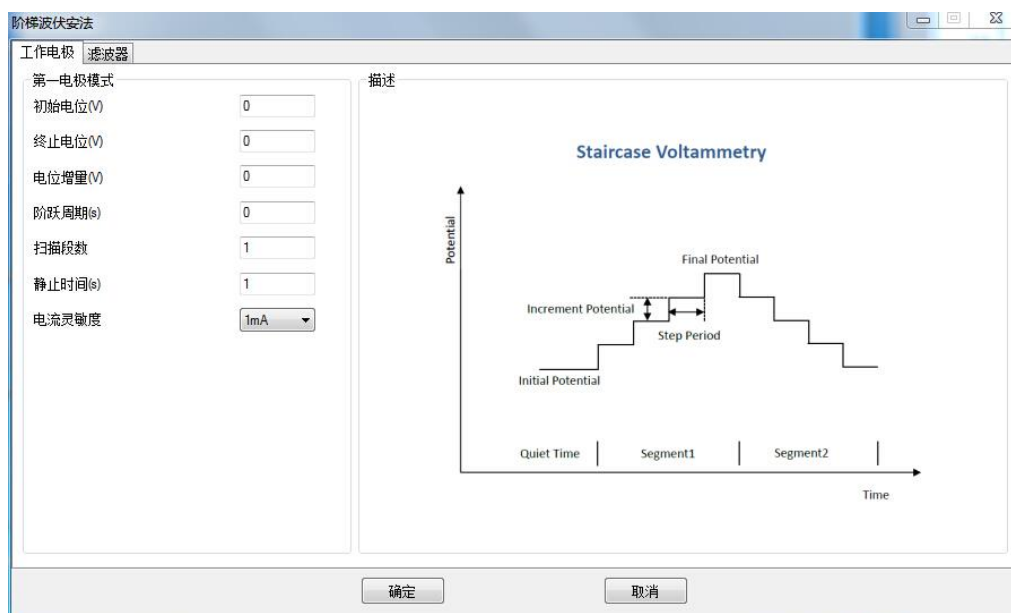 阶梯波伏安法
工作电极 滤波器
第一电极模式
初始电位(V) 0
终止电位(V) 0
电位增量(V) 0
阶跃周期(s) 0
扫描段数 1
静止时间(s) 1
电流灵敏度 1mA
描述
Staircase Voltammetry
Potential
Final Potential
Increment Potential
Step Period
Initial Potential
Quiet Time Segment1 Segment2
Time
确定 取消